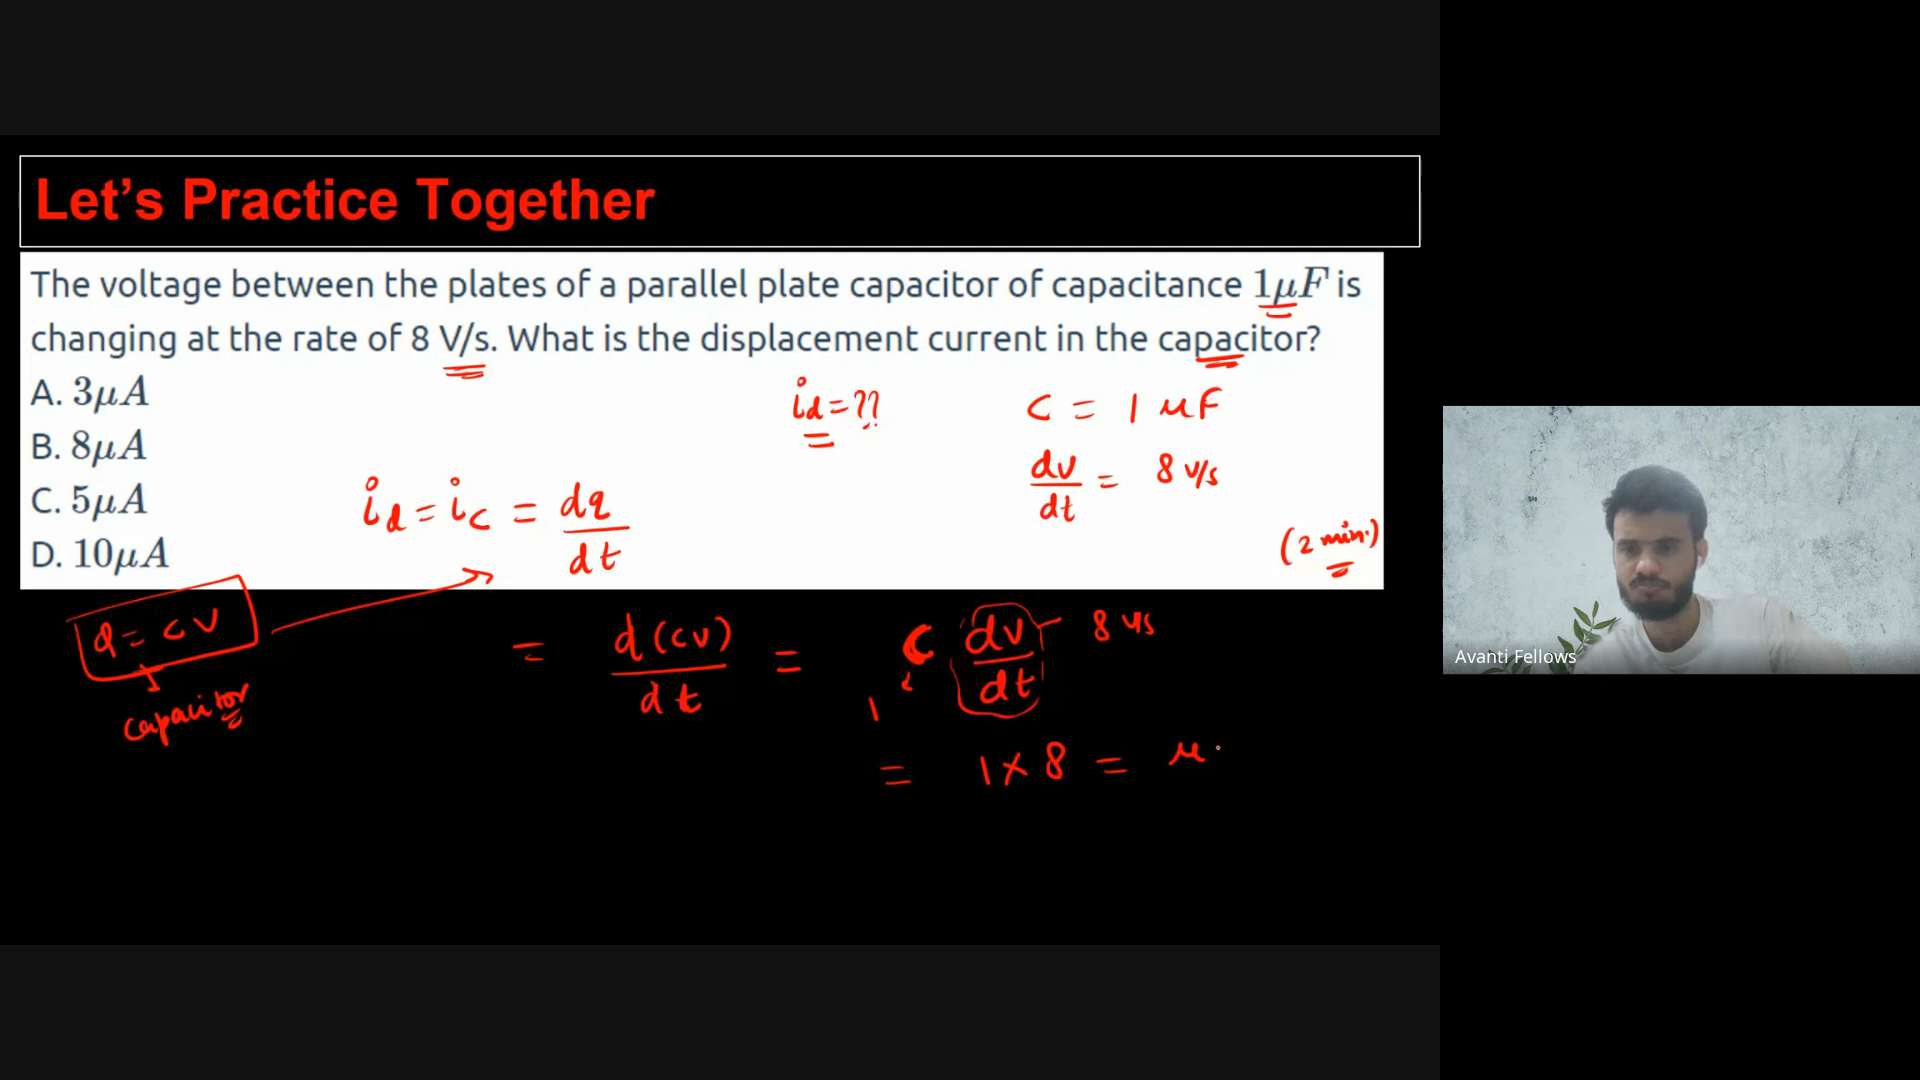 Let's Practice Together
The voltage between the plates of a parallel plate capacitor of capacitance 1μF is
changing at the rate of 8 V/s. What is the displacement current in the capacitor?
A. 3μA
B. 8μA
C. 5μA
D. 10μA
id = ??
C = 1 μF
dv/dt = 8 v/s
(2 min.)
id = ic = dq/dt
q = cv
capacitor
= d(cv)/dt = c dv/dt
8 v/s
1
= 1 x 8 = μ
Avanti Fellows